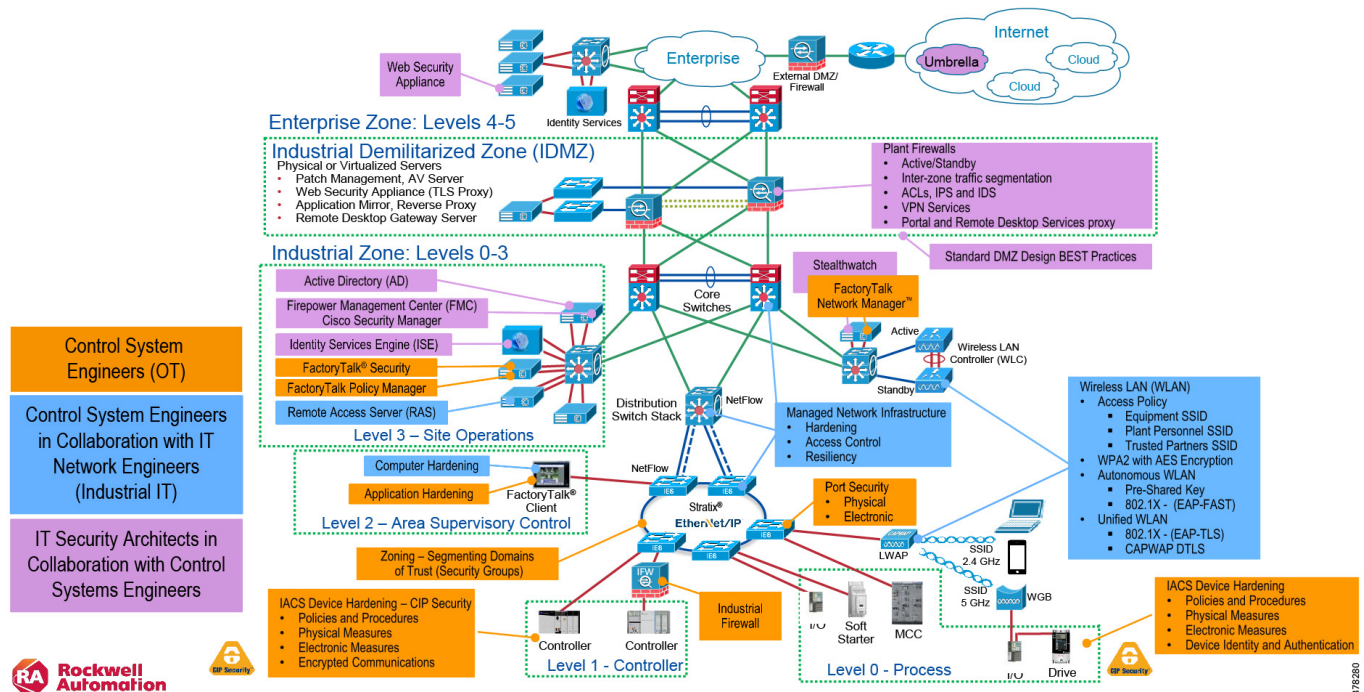 Internet
Umbrella
Cloud
Cloud
Enterprise
External DMZ/
Firewall
Web Security
Appliance
Identity Services
Enterprise Zone: Levels 4-5
Industrial Demilitarized Zone (IDMZ)
Physical or Virtualized Servers
• Patch Management, AV Server
• Web Security Appliance (TLS Proxy)
• Application Mirror, Reverse Proxy
• Remote Desktop Gateway Server
Plant Firewalls
• Active/Standby
• Inter-zone traffic segmentation
• ACLs, IPS and IDS
• VPN Services
• Portal and Remote Desktop Services proxy
Standard DMZ Design BEST Practices
Industrial Zone: Levels 0-3
Active Directory (AD)
Firepower Management Center (FMC)
Cisco Security Manager
Identity Services Engine (ISE)
FactoryTalk® Security
FactoryTalk Policy Manager
Remote Access Server (RAS)
Level 3 – Site Operations
Core
Switches
Stealthwatch
FactoryTalk
Network Manager™
Active
Wireless LAN
Controller (WLC)
Standby
Distribution
Switch Stack
NetFlow
Managed Network Infrastructure
• Hardening
• Access Control
• Resiliency
Wireless LAN (WLAN)
• Access Policy
▪ Equipment SSID
▪ Plant Personnel SSID
▪ Trusted Partners SSID
• WPA2 with AES Encryption
• Autonomous WLAN
▪ Pre-Shared Key
▪ 802.1X - (EAP-FAST)
• Unified WLAN
▪ 802.1X - (EAP-TLS)
▪ CAPWAP DTLS
Control System
Engineers (OT)
Control System Engineers
in Collaboration with IT
Network Engineers
(Industrial IT)
IT Security Architects in
Collaboration with Control
Systems Engineers
Computer Hardening
Application Hardening
FactoryTalk®
Client
NetFlow
Level 2 – Area Supervisory Control
IES
IES
IES
IES
IES
Stratix®
EtherNet/IP
Port Security
• Physical
• Electronic
LWAP
SSID
2.4 GHz
SSID
5 GHz
WGB
Zoning – Segmenting Domains
of Trust (Security Groups)
IFW
Industrial
Firewall
IACS Device Hardening – CIP Security
• Policies and Procedures
• Physical Measures
• Electronic Measures
• Encrypted Communications
Controller
Controller
Level 1 - Controller
I/O
Soft
Starter
MCC
Level 0 - Process
I/O
Drive
IACS Device Hardening
• Policies and Procedures
• Physical Measures
• Electronic Measures
• Device Identity and Authentication
CIP Security
CIP Security
RA
Rockwell
Automation
378280